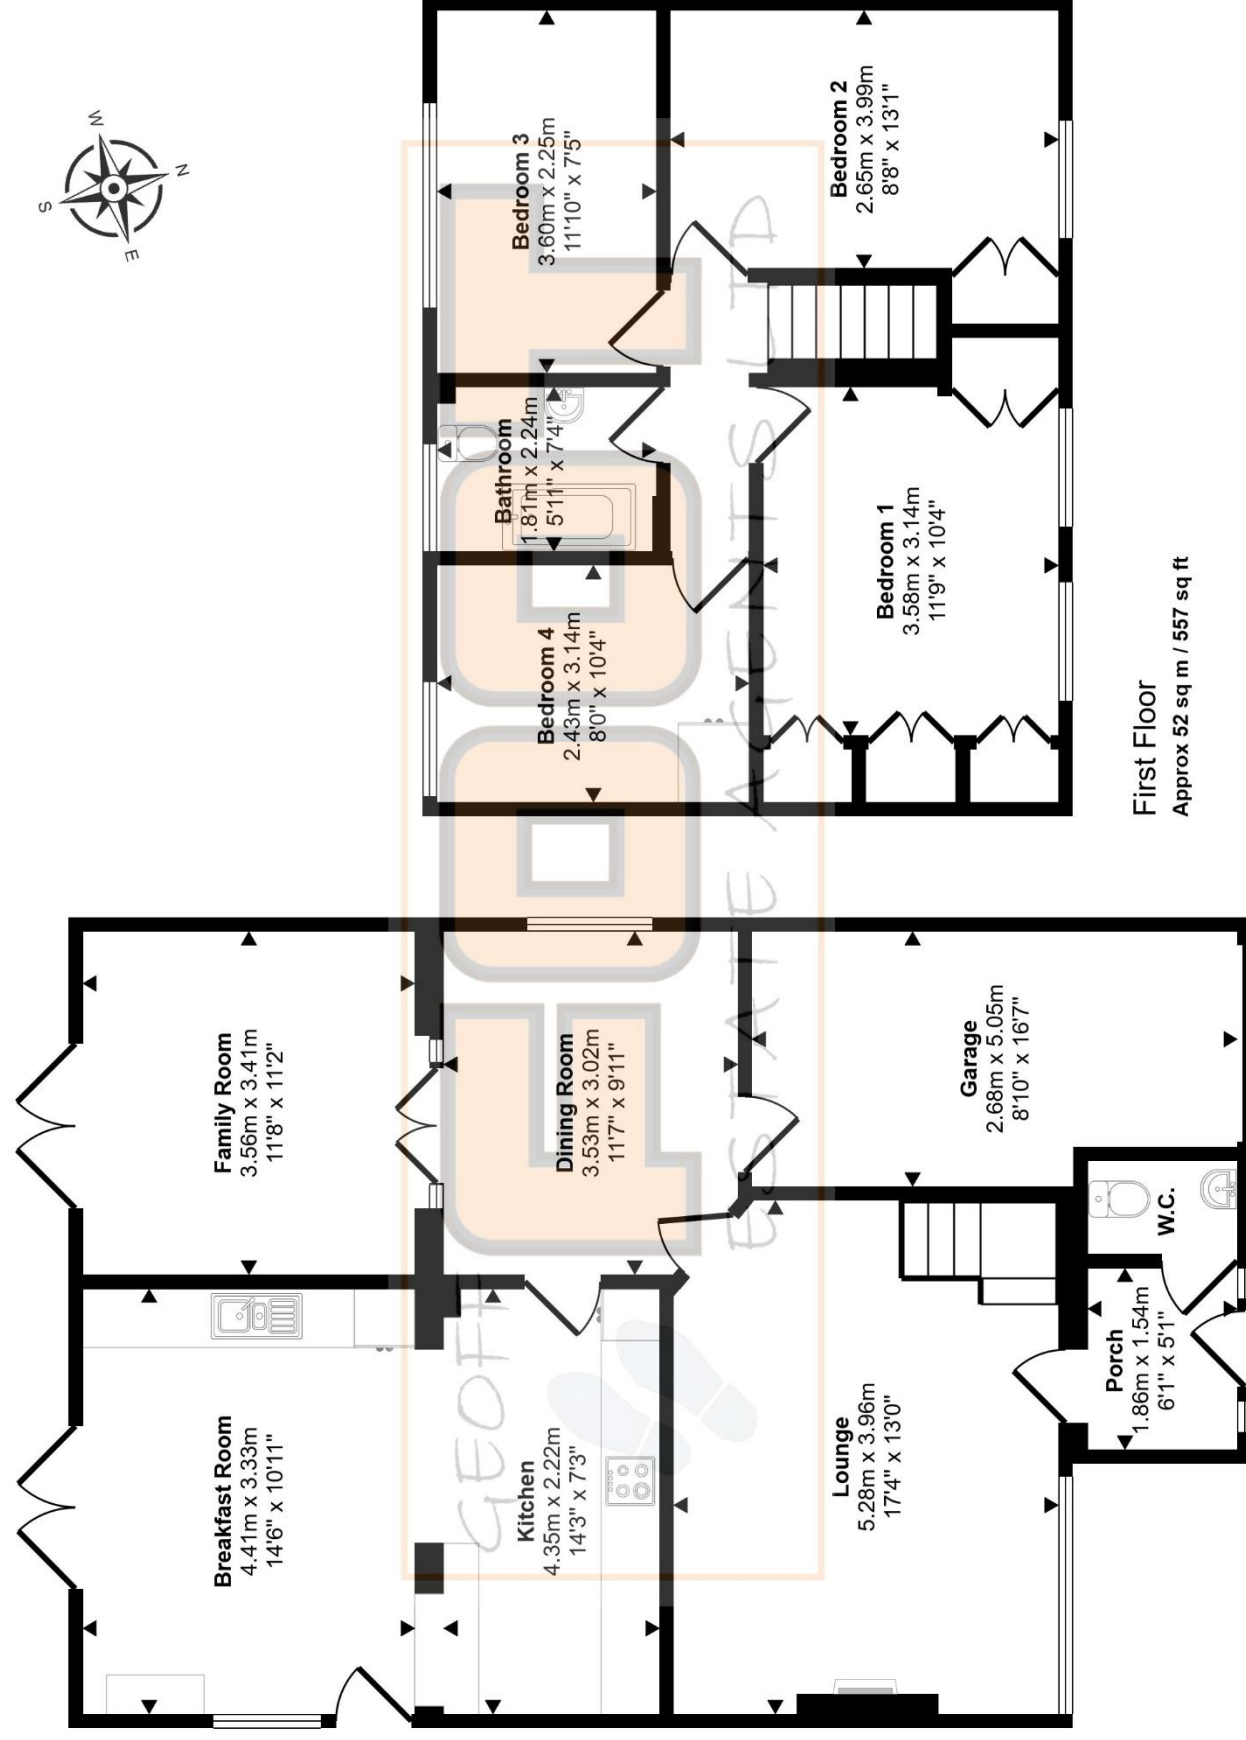 Breakfast Room
4.41m x 3.33m
14'6" x 10'11"
Family Room
3.56m x 3.41m
11'8" x 11'2"
Kitchen
4.35m x 2.22m
14'3" x 7'3"
Dining Room
3.53m x 3.02m
11'7" x 9'11"
Lounge
5.28m x 3.96m
17'4" x 13'0"
Garage
2.68m x 5.05m
8'10" x 16'7"
Porch
1.86m x 1.54m
6'1" x 5'1"
W.C.
Bedroom 4
2.43m x 3.14m
8'0" x 10'4"
Bathroom
1.81m x 2.24m
5'11" x 7'4"
Bedroom 3
3.60m x 2.25m
11'10" x 7'5"
Bedroom 1
3.58m x 3.14m
11'9" x 10'4"
Bedroom 2
2.65m x 3.99m
8'8" x 13'1"
First Floor
Approx 52 sq m / 557 sq ft
S
W
E
N
GEOFF
FOOT
ESTATE AGENTS LTD